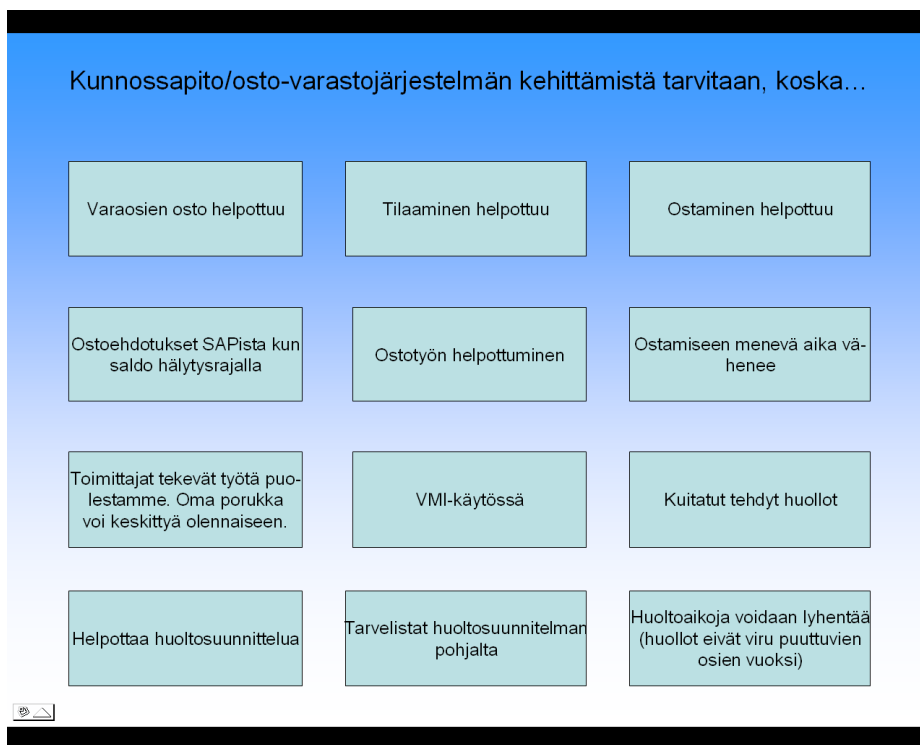 Kunnossapito/osto-varastojärjestelmän kehittämistä tarvitaan, koska…
Varaosien osto helpottuu
Tilaaminen helpottuu
Ostaminen helpottuu
Ostoehdotukset SAPista kun
saldo hälytysrajalla
Ostotyön helpottuminen
Ostamiseen menevä aika vä-
henee
Toimittajat tekevät työtä puo-
lestamme. Oma porukka
voi keskittyä olennaiseen.
VMI-käytössä
Kuitatut tehdyt huollot
Helpottaa huoltosuunnittelua
Tarvelistat huoltosuunnitelman
pohjalta
Huoltoaikoja voidaan lyhentää
(huollot eivät viru puuttuvien
osien vuoksi)